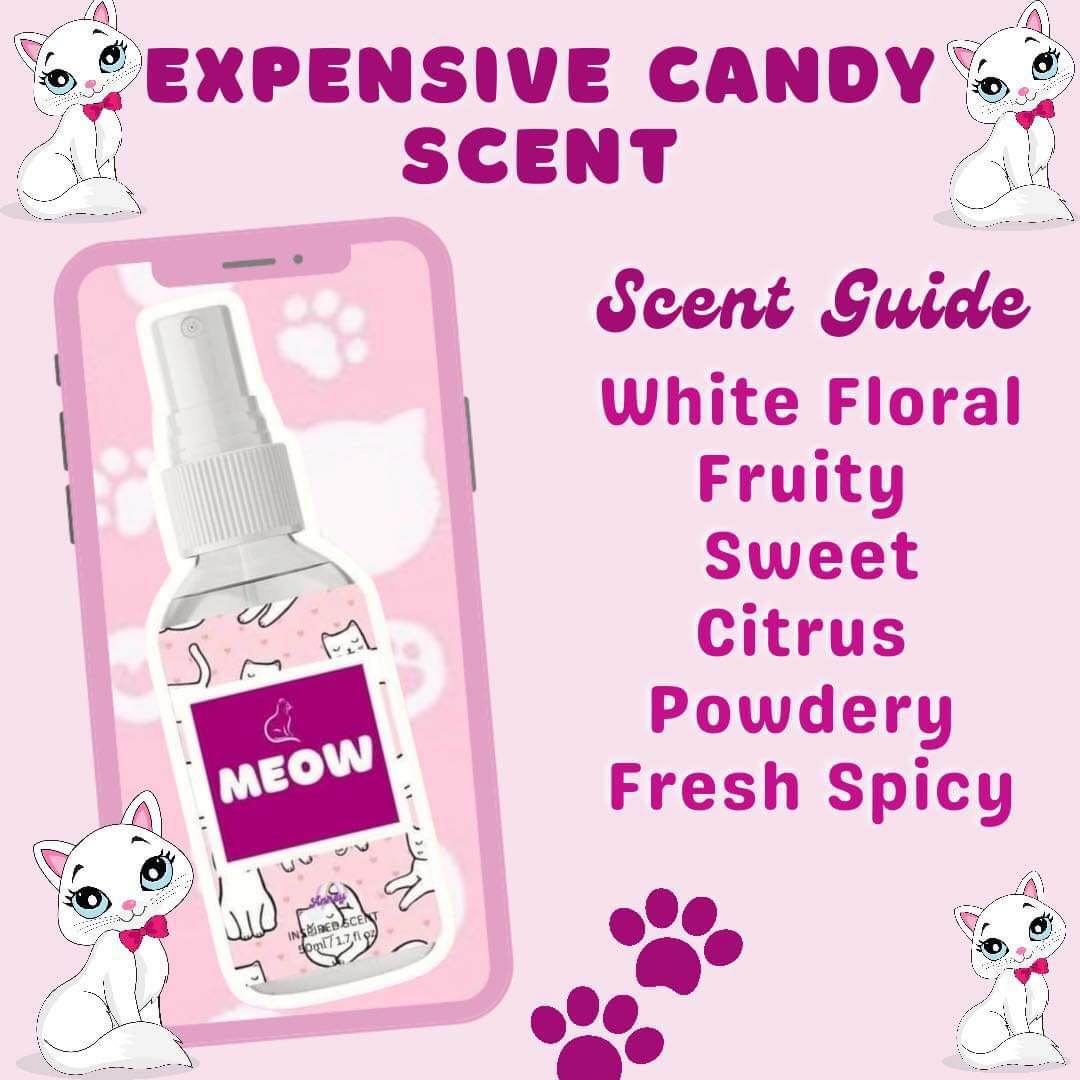 EXPENSIVE CANDY
SCENT
Scent Guide
White Floral
Fruity
Sweet
Citrus
Powdery
Fresh Spicy
MEOW
INSPIRED SCENT
50ml / 1.7 fl oz